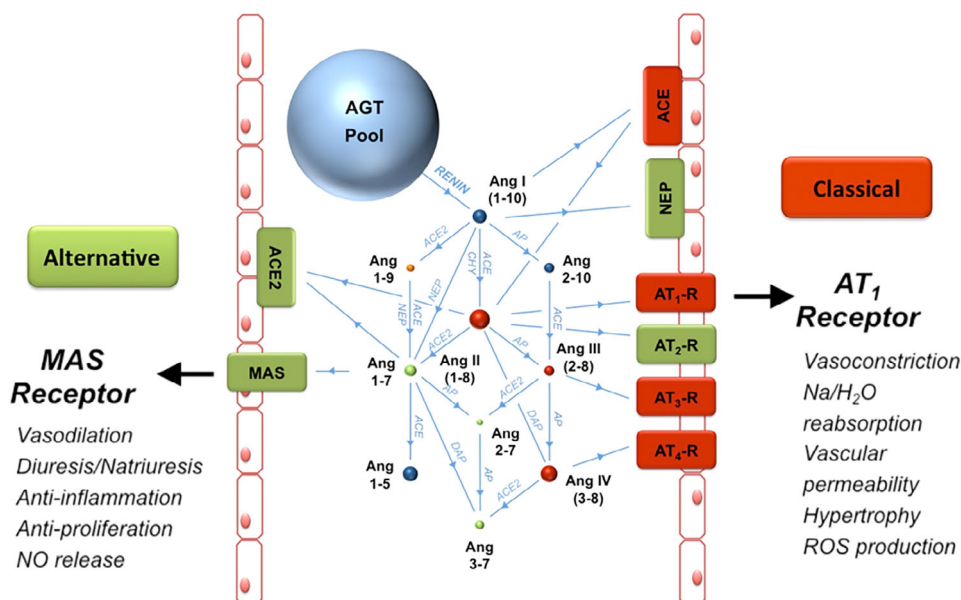 AGT
Pool
RENIN
Ang I
(1-10)
ACE
NEP
Classical
Alternative
ACE2
ACE2
ACE
CHY
AP
NEP
Ang
1-9
Ang
2-10
ACE
NEP
ACE
AT1-R
AT1
Receptor
ACE2
Ang II
(1-8)
AP
Ang III
(2-8)
AT2-R
MAS
Receptor
MAS
Ang
1-7
AP
ACE2
DAP
AP
AT3-R
Vasoconstriction
Na/H2O
reabsorption
Vascular
permeability
Hypertrophy
ROS production
Vasodilation
Diuresis/Natriuresis
Anti-inflammation
Anti-proliferation
NO release
ACE
DAP
Ang
2-7
AP
AT4-R
Ang
1-5
Ang IV
(3-8)
ACE2
Ang
3-7